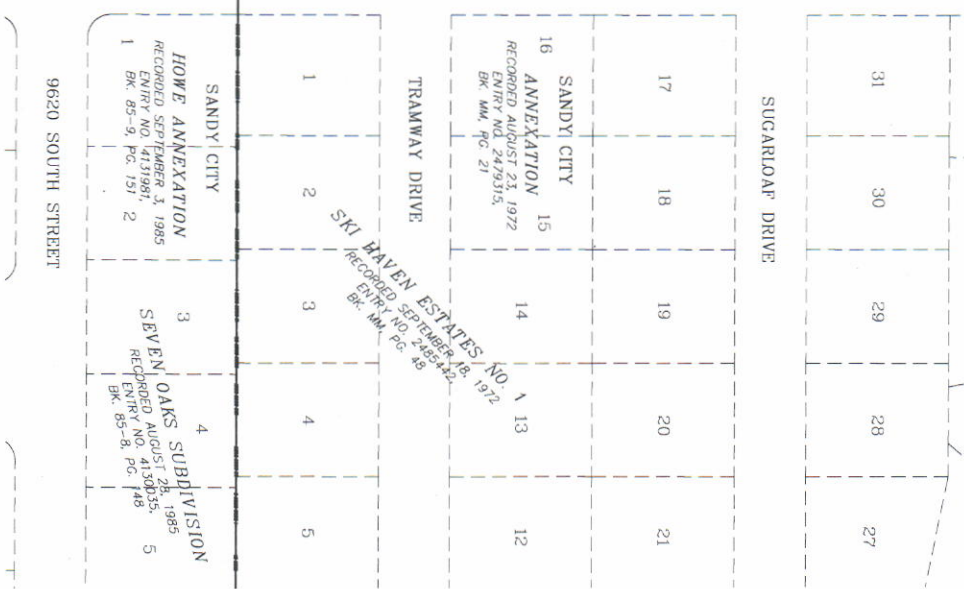 31
30
29
28
27
SUGARLOAF DRIVE
17
18
19
20
21
16
15
14
13
12
SANDY CITY
ANNEXATION
RECORDED AUGUST 23, 1972
ENTRY NO. 2479315,
BK. MM, PG. 21
SKI HAVEN ESTATES NO. 1
RECORDED SEPTEMBER 18, 1972
ENTRY NO. 2485442,
BK. MM, PG. 48
TRAMWAY DRIVE
1
2
3
4
5
SANDY CITY
HOWE ANNEXATION
RECORDED SEPTEMBER 3, 1985
ENTRY NO. 4131981,
BK. 85-9, PG. 151
1
2
3
4
5
SEVEN OAKS SUBDIVISION
RECORDED AUGUST 28, 1985
ENTRY NO. 4130035,
BK. 85-8, PG. 148
9620 SOUTH STREET